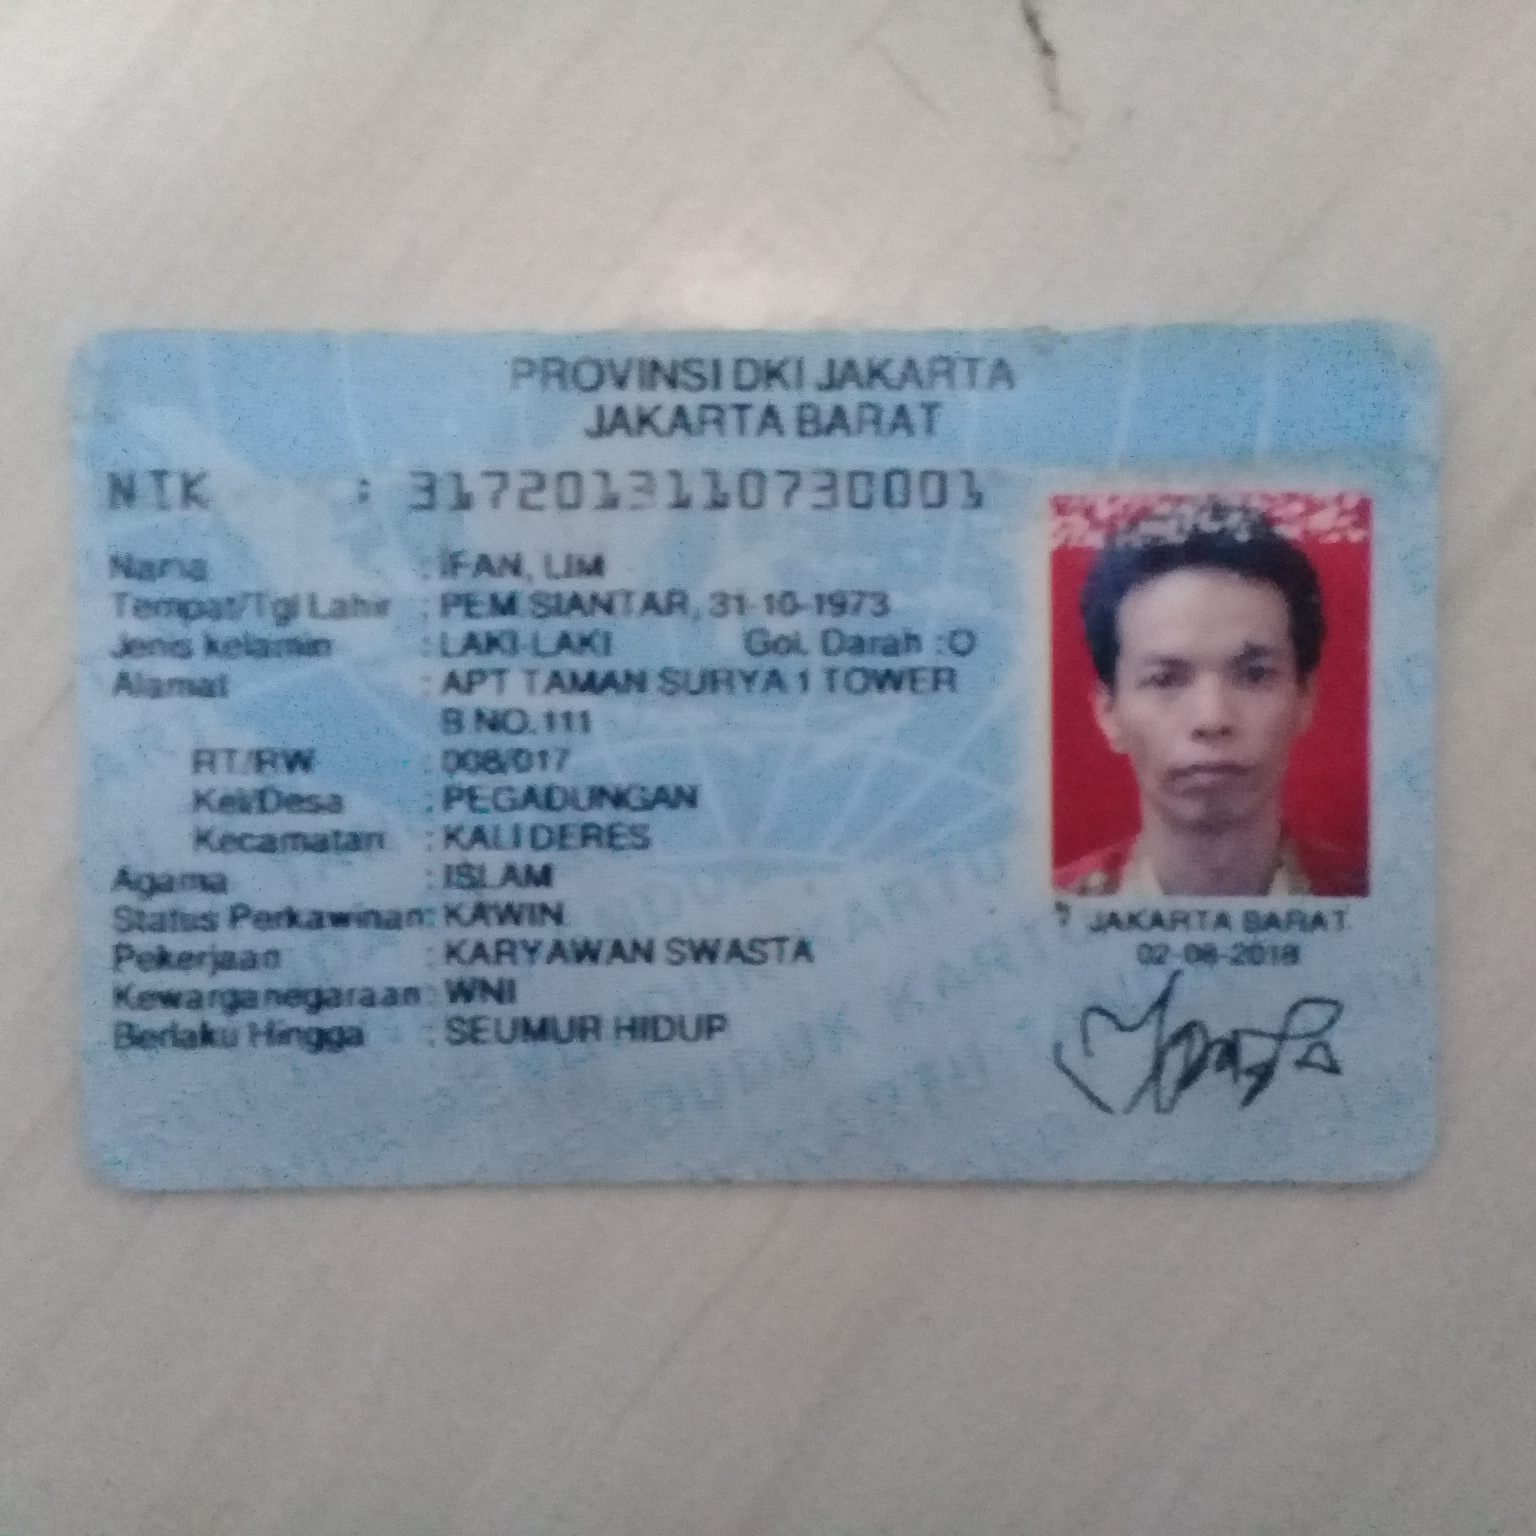 PROVINSI DKI JAKARTA
JAKARTA BARAT
NIK : 3172013110730001
Nama : IFAN, LIM
Tempat/Tgl Lahir : PEM.SIANTAR, 31-10-1973
Jenis kelamin : LAKI-LAKI Gol. Darah : O
Alamat : APT TAMAN SURYA 1 TOWER
B NO. 111
RT/RW : 008/017
Kel/Desa : PEGADUNGAN
Kecamatan : KALI DERES
Agama : ISLAM
Status Perkawinan: KAWIN
Pekerjaan : KARYAWAN SWASTA
Kewarganegaraan: WNI
Berlaku Hingga : SEUMUR HIDUP
JAKARTA BARAT